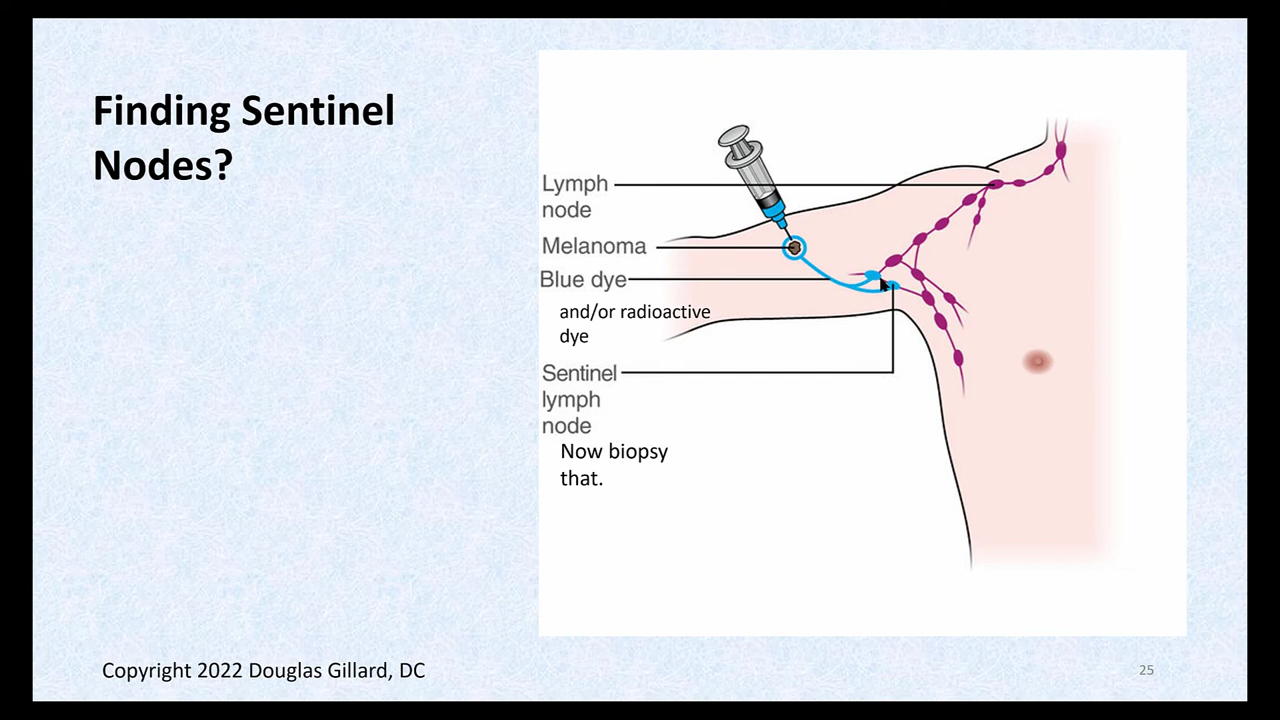 Finding Sentinel
Nodes?
Lymph
node
Melanoma
Blue dye
and/or radioactive
dye
Sentinel
lymph
node
Now biopsy
that.
Copyright 2022 Douglas Gillard, DC
25